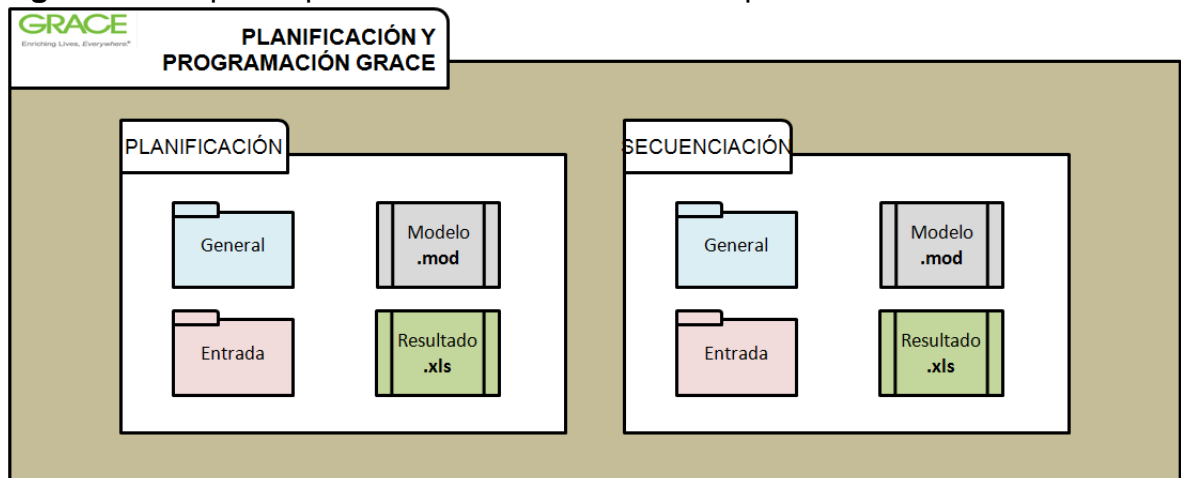 GRACE
Enriching Lives, Everywhere.®
PLANIFICACIÓN Y
PROGRAMACIÓN GRACE
PLANIFICACIÓN
General
Modelo
.mod
Entrada
Resultado
.xls
SECUENCIACIÓN
General
Modelo
.mod
Entrada
Resultado
.xls